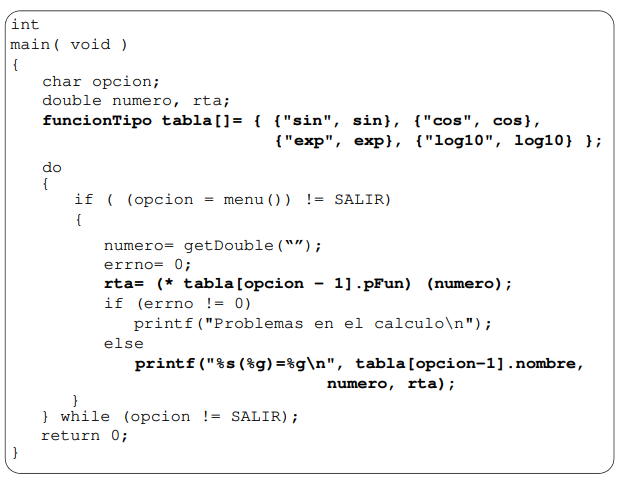 int
main( void )
{
char opcion;
double numero, rta;
funcionTipo tabla[]= { {"sin", sin}, {"cos", cos},
{"exp", exp}, {"log10", log10} };
do
{
if ( (opcion = menu()) != SALIR)
{
numero= getDouble(“”);
errno= 0;
rta= (* tabla[opcion - 1].pFun) (numero);
if (errno != 0)
printf("Problemas en el calculo\n");
else
printf("%s(%g)=%g\n", tabla[opcion-1].nombre,
numero, rta);
}
} while (opcion != SALIR);
return 0;
}